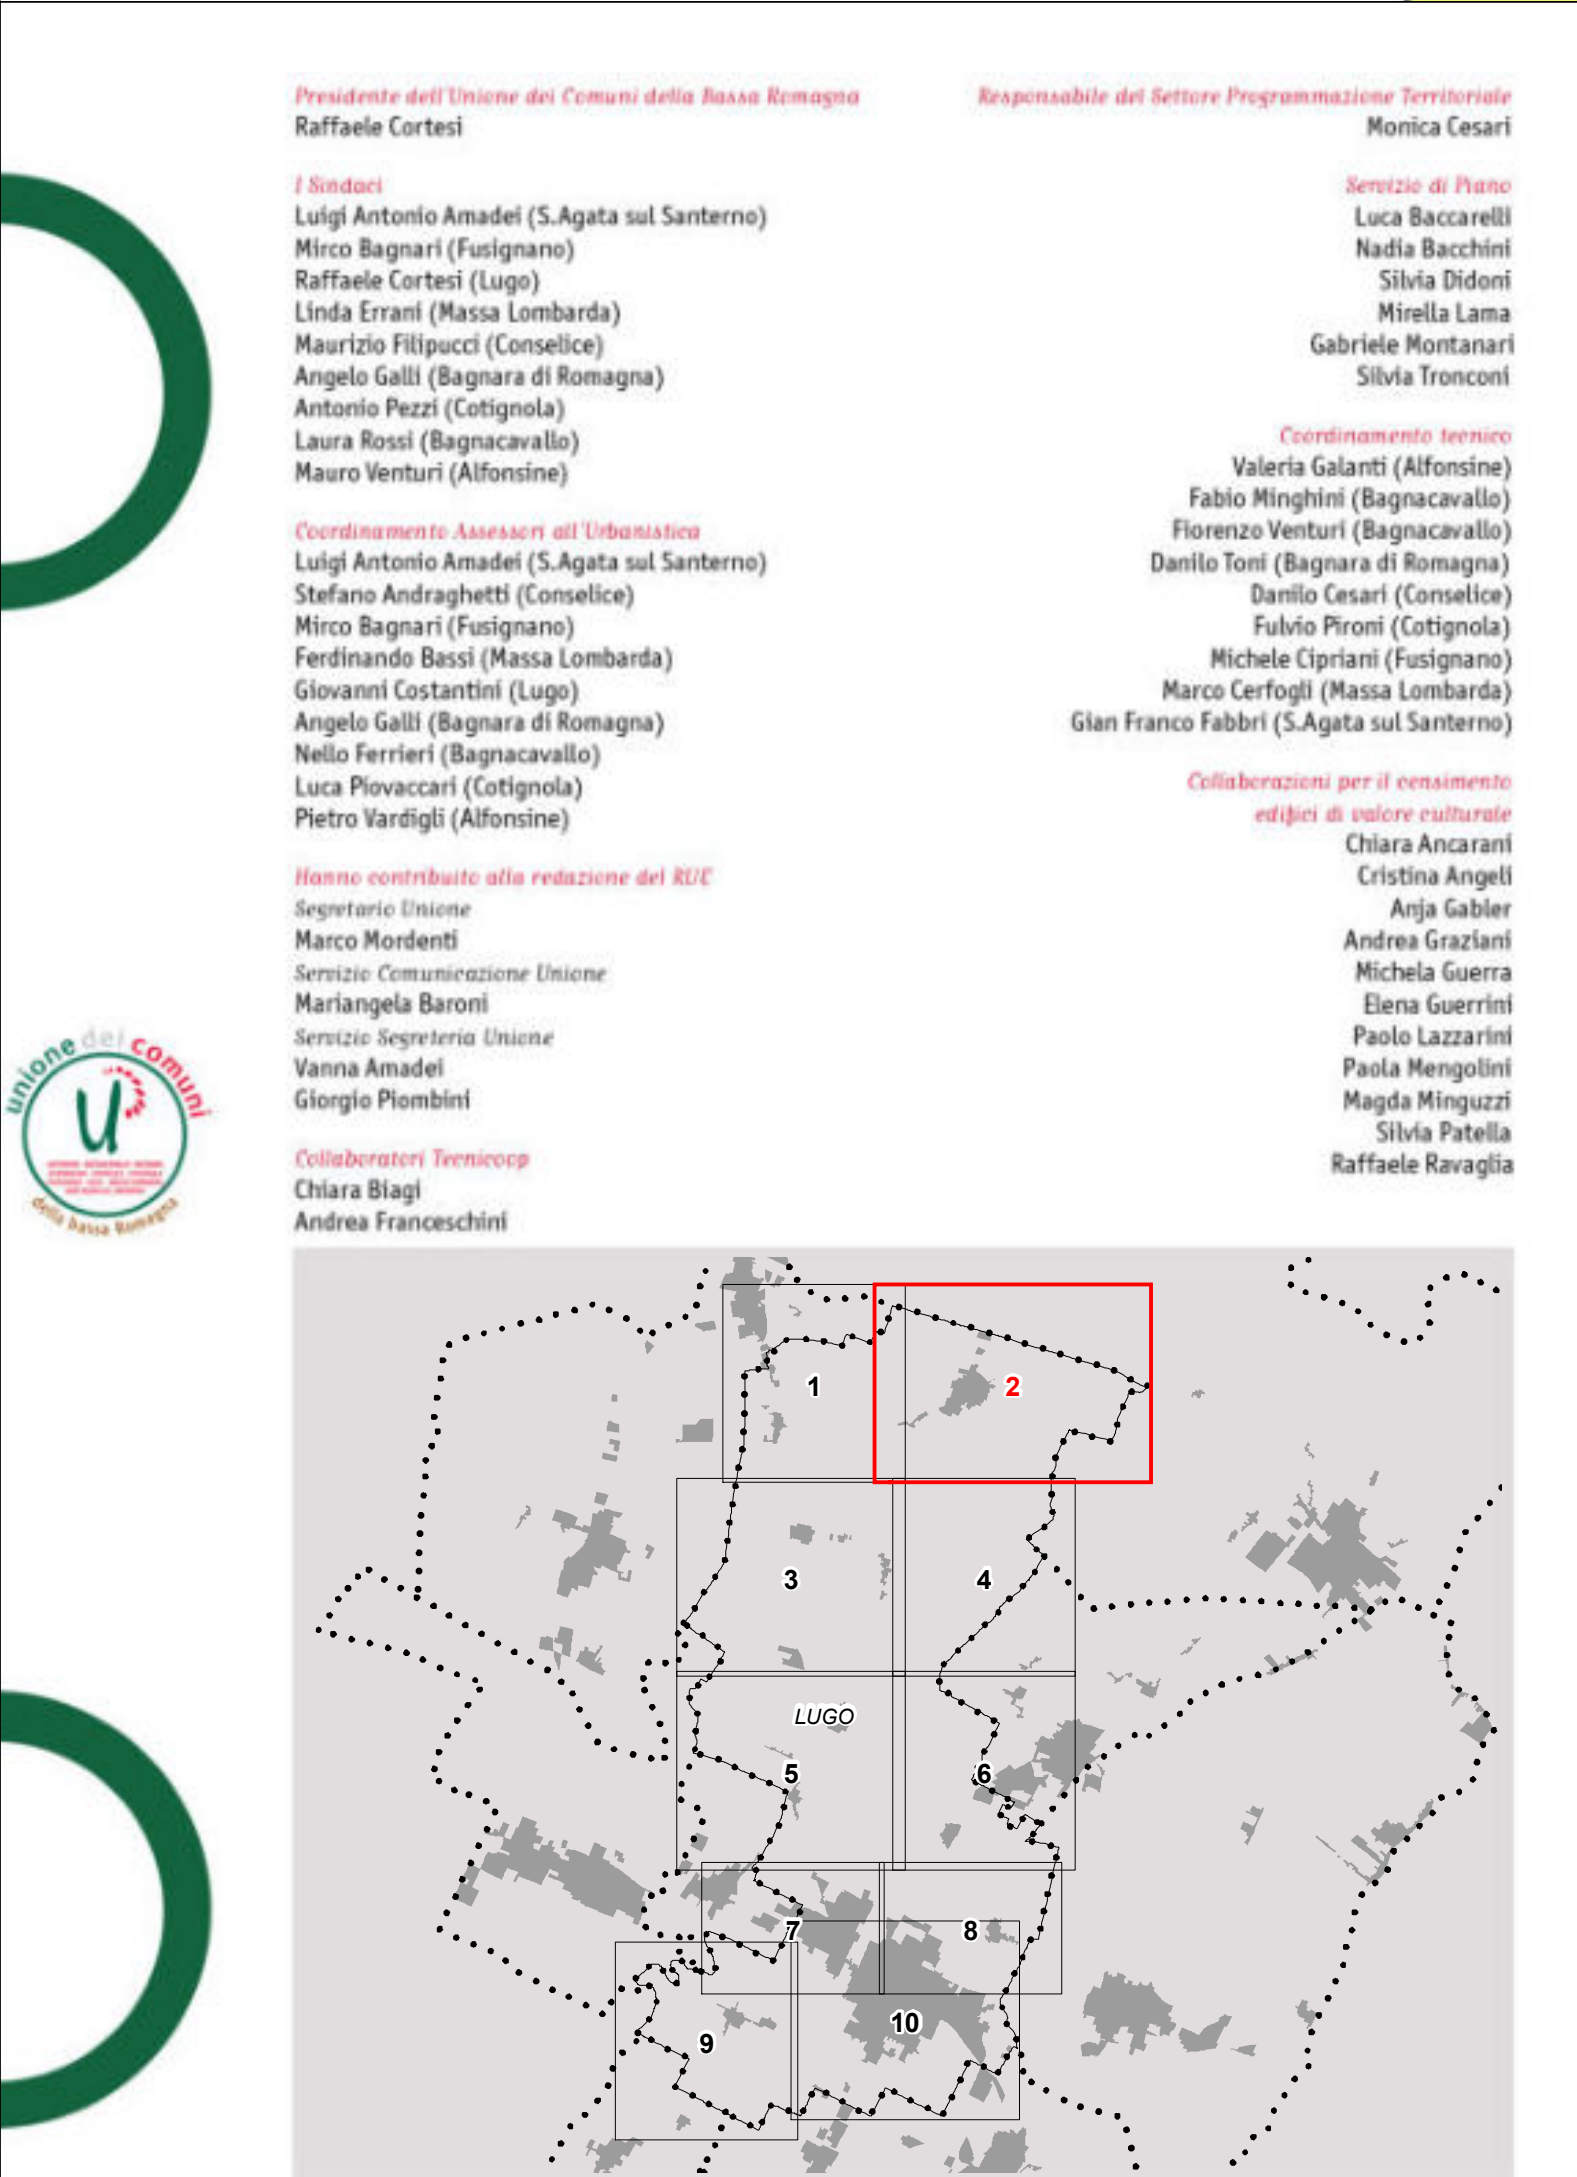 Presidente dell'Unione dei Comuni della Bassa Romagna
Raffaele Cortesi
I Sindaci
Luigi Antonio Amadei (S.Agata sul Santerno)
Mirco Bagnari (Fusignano)
Raffaele Cortesi (Lugo)
Linda Errani (Massa Lombarda)
Maurizio Filipucci (Conselice)
Angelo Galli (Bagnara di Romagna)
Antonio Pezzi (Cotignola)
Laura Rossi (Bagnacavallo)
Mauro Venturi (Alfonsine)
Coordinamento Assessori all'Urbanistica
Luigi Antonio Amadei (S.Agata sul Santerno)
Stefano Andraghetti (Conselice)
Mirco Bagnari (Fusignano)
Ferdinando Bassi (Massa Lombarda)
Giovanni Costantini (Lugo)
Angelo Galli (Bagnara di Romagna)
Nello Ferrieri (Bagnacavallo)
Luca Piovaccari (Cotignola)
Pietro Vardigli (Alfonsine)
Hanno contribuito alla redazione del RUE
Segretario Unione
Marco Mordenti
Servizio Comunicazione Unione
Mariangela Baroni
Servizio Segreteria Unione
Vanna Amadei
Giorgio Piombini
Collaboratori Tecnicoop
Chiara Biagi
Andrea Franceschini
Responsabile del Settore Programmazione Territoriale
Monica Cesari
Servizio di Piano
Luca Baccarelli
Nadia Bacchini
Silvia Didoni
Mirella Lama
Gabriele Montanari
Silvia Tronconi
Coordinamento tecnico
Valeria Galanti (Alfonsine)
Fabio Minghini (Bagnacavallo)
Fiorenzo Venturi (Bagnacavallo)
Danilo Toni (Bagnara di Romagna)
Danilo Cesari (Conselice)
Fulvio Pironi (Cotignola)
Michele Cipriani (Fusignano)
Marco Cerfogli (Massa Lombarda)
Gian Franco Fabbri (S.Agata sul Santerno)
Collaborazioni per il censimento
edifici di valore culturale
Chiara Ancarani
Cristina Angeli
Anja Gabler
Andrea Graziani
Michela Guerra
Elena Guerrini
Paolo Lazzarini
Paola Mengolini
Magda Minguzzi
Silvia Patella
Raffaele Ravaglia
unione dei comuni
della bassa Romagna
1
2
3
4
LUGO
5
6
7
8
9
10